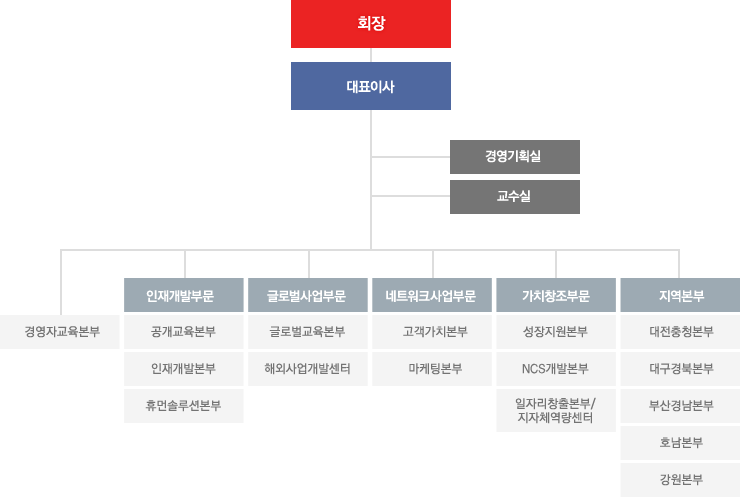 회장
대표이사
경영기획실
교수실
인재개발부문
글로벌사업부문
네트워크사업부문
가치창조부문
지역본부
경영자교육본부
공개교육본부
글로벌교육본부
고객가치본부
성장지원본부
대전충청본부
인재개발본부
해외사업개발센터
마케팅본부
NCS개발본부
대구경북본부
휴먼솔루션본부
일자리창출본부/
지자체역량센터
부산경남본부
호남본부
강원본부